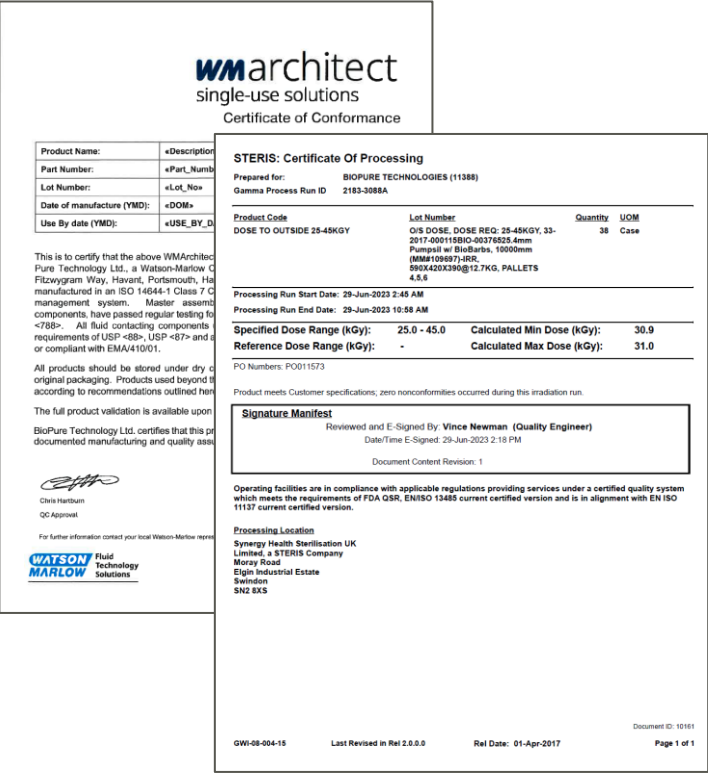 wmarchitect
single-use solutions
Certificate of Conformance
Product Name: «Description
Part Number: «Part_Numb
Lot Number: «Lot_No»
Date of manufacture (YMD): «DOM»
Use By date (YMD): «USE_BY_D
This is to certify that the above WMArchitec
Pure Technology Ltd., a Watson-Marlow C
Fitzwygram Way, Havant, Portsmouth, Ha
manufactured in an ISO 14644-1 Class 7 C
management system. Master assemb
components, have passed regular testing fo
<788>. All fluid contacting components
requirements of USP <88>, USP <87> and a
or compliant with EMA/410/01.
All products should be stored under dry c
original packaging. Products used beyond t
according to recommendations outlined her
The full product validation is available upon
BioPure Technology Ltd. certifies that this pr
documented manufacturing and quality assu
Chris Hartburn
QC Approval
For further information contact your local Watson-Marlow repres
WATSON MARLOW
Fluid
Technology
Solutions
STERIS: Certificate Of Processing
Prepared for: BIOPURE TECHNOLOGIES (11388)
Gamma Process Run ID 2183-3088A
Product Code Lot Number Quantity UOM
DOSE TO OUTSIDE 25-45KGY O/S DOSE, DOSE REQ: 25-45KGY, 33- 38 Case
2017-000115BIO-00376525.4mm
Pumpsil w/ BioBarbs, 10000mm
(MM#109697)-IRR,
590X420X390@12.7KG, PALLETS
4,5,6
Processing Run Start Date: 29-Jun-2023 2:45 AM
Processing Run End Date: 29-Jun-2023 10:58 AM
Specified Dose Range (kGy): 25.0 - 45.0 Calculated Min Dose (kGy): 30.9
Reference Dose Range (kGy): - Calculated Max Dose (kGy): 31.0
PO Numbers: PO011573
Product meets Customer specifications; zero nonconformities occurred during this irradiation run.
Signature Manifest
Reviewed and E-Signed By: Vince Newman (Quality Engineer)
Date/Time E-Signed: 29-Jun-2023 2:18 PM
Document Content Revision: 1
Operating facilities are in compliance with applicable regulations providing services under a certified quality system
which meets the requirements of FDA QSR, EN/ISO 13485 current certified version and is in alignment with EN ISO
11137 current certified version.
Processing Location
Synergy Health Sterilisation UK
Limited, a STERIS Company
Moray Road
Elgin Industrial Estate
Swindon
SN2 8XS
Document ID: 10161
GWI-08-004-15 Last Revised in Rel 2.0.0.0 Rel Date: 01-Apr-2017 Page 1 of 1